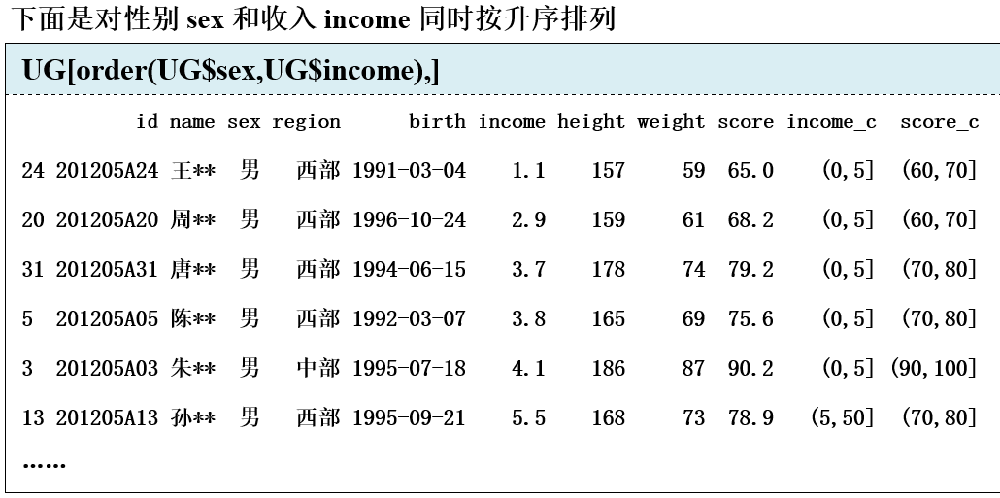 下面是对性别 sex 和收入 income 同时按升序排列
UG[order(UG$sex,UG$income),]
id name sex region birth income height weight score income_c score_c
24 201205A24 王** 男 西部 1991-03-04 1.1 157 59 65.0 (0,5] (60,70]
20 201205A20 周** 男 西部 1996-10-24 2.9 159 61 68.2 (0,5] (60,70]
31 201205A31 唐** 男 西部 1994-06-15 3.7 178 74 79.2 (0,5] (70,80]
5 201205A05 陈** 男 西部 1992-03-07 3.8 165 69 75.6 (0,5] (70,80]
3 201205A03 朱** 男 中部 1995-07-18 4.1 186 87 90.2 (0,5] (90,100]
13 201205A13 孙** 男 西部 1995-09-21 5.5 168 73 78.9 (5,50] (70,80]
……